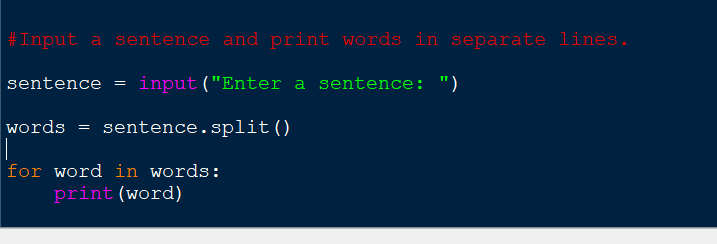 #Input a sentence and print words in separate lines.
sentence = input("Enter a sentence: ")
words = sentence.split()
for word in words:
    print(word)